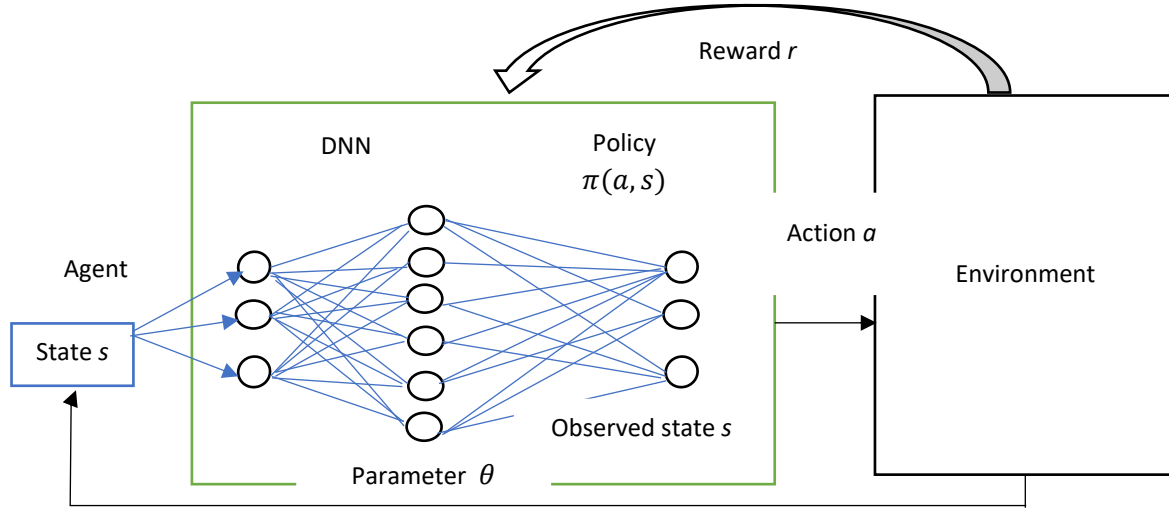 Reward r
DNN
Policy
π(a, s)
Action a
Agent
Environment
State s
Observed state s
Parameter θ